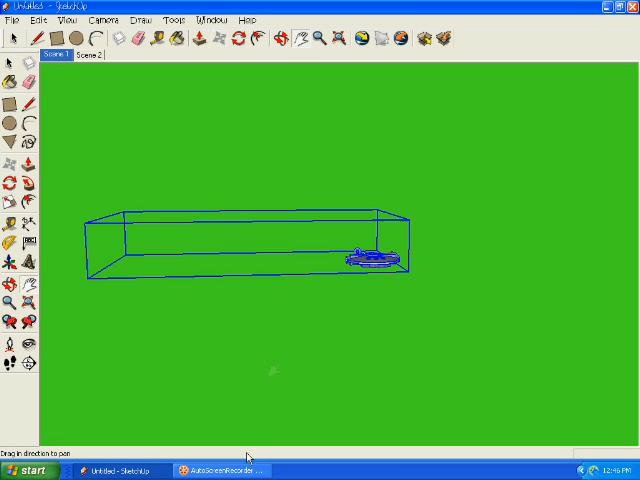 Untitled - SketchUp
File Edit View Camera Draw Tools Window Help
Scene 1 Scene 2
ABC
Drag in direction to pan
start Untitled - SketchUp AutoScreenRecorder ... 12:46 PM